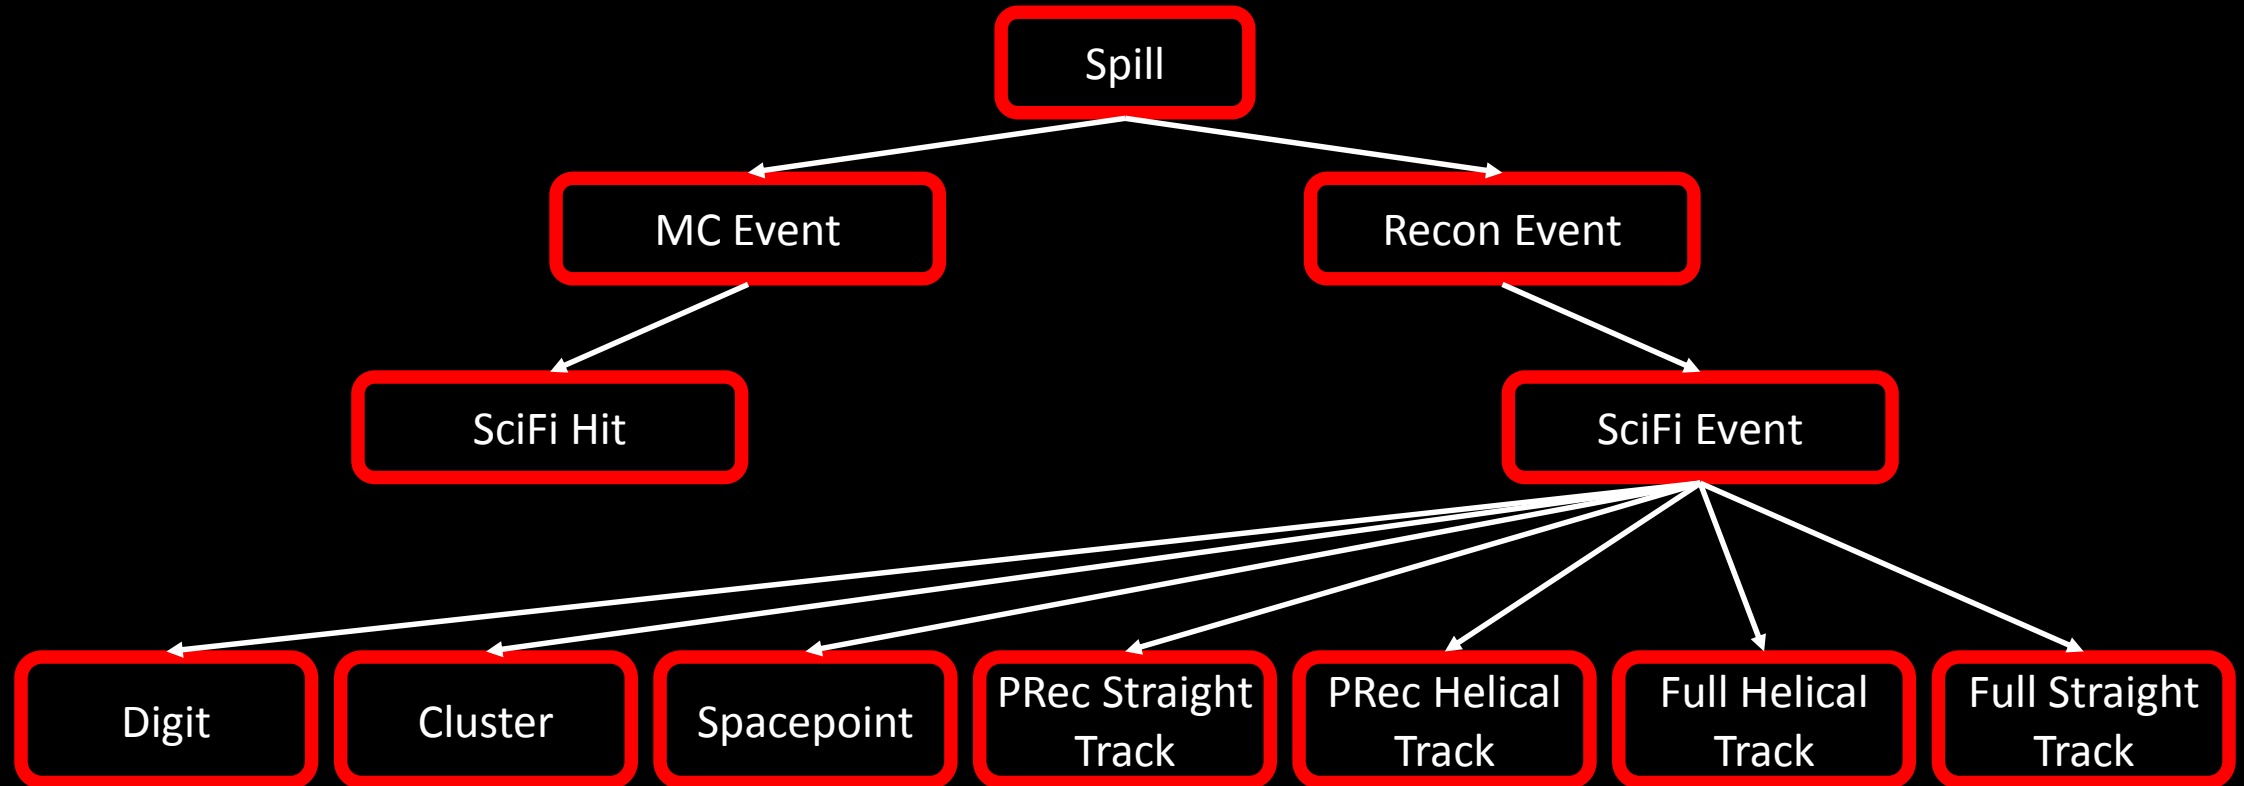 Spill
MC Event
Recon Event
SciFi Hit
SciFi Event
Digit
Cluster
Spacepoint
PRec Straight
Track
PRec Helical
Track
Full Helical
Track
Full Straight
Track